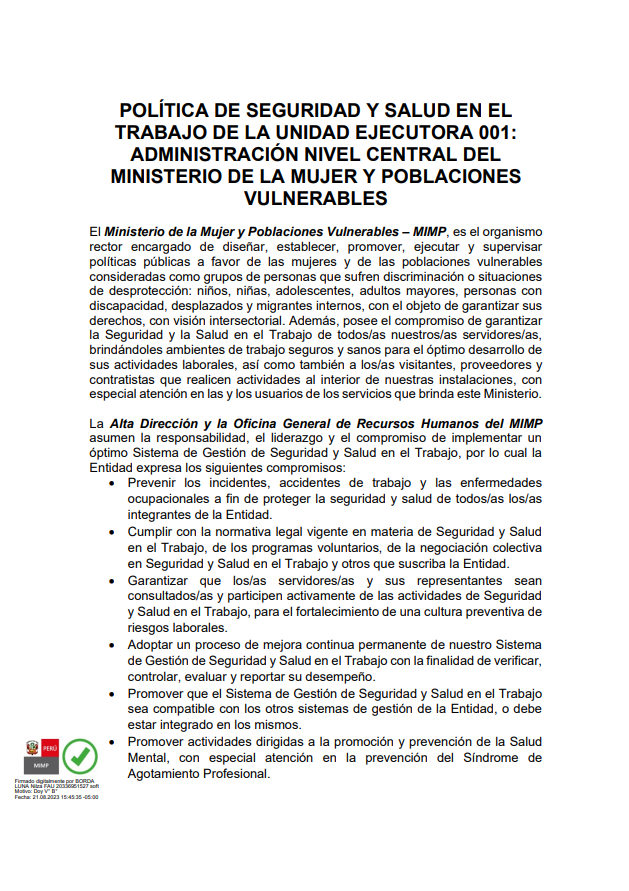 POLÍTICA DE SEGURIDAD Y SALUD EN EL
TRABAJO DE LA UNIDAD EJECUTORA 001:
ADMINISTRACIÓN NIVEL CENTRAL DEL
MINISTERIO DE LA MUJER Y POBLACIONES
VULNERABLES
El Ministerio de la Mujer y Poblaciones Vulnerables – MIMP, es el organismo
rector encargado de diseñar, establecer, promover, ejecutar y supervisar
políticas públicas a favor de las mujeres y de las poblaciones vulnerables
consideradas como grupos de personas que sufren discriminación o situaciones
de desprotección: niños, niñas, adolescentes, adultos mayores, personas con
discapacidad, desplazados y migrantes internos, con el objeto de garantizar sus
derechos, con visión intersectorial. Además, posee el compromiso de garantizar
la Seguridad y la Salud en el Trabajo de todos/as nuestros/as servidores/as,
brindándoles ambientes de trabajo seguros y sanos para el óptimo desarrollo de
sus actividades laborales, así como también a los/as visitantes, proveedores y
contratistas que realicen actividades al interior de nuestras instalaciones, con
especial atención en las y los usuarios de los servicios que brinda este Ministerio.
La Alta Dirección y la Oficina General de Recursos Humanos del MIMP
asumen la responsabilidad, el liderazgo y el compromiso de implementar un
óptimo Sistema de Gestión de Seguridad y Salud en el Trabajo, por lo cual la
Entidad expresa los siguientes compromisos:
• Prevenir los incidentes, accidentes de trabajo y las enfermedades
ocupacionales a fin de proteger la seguridad y salud de todos/as los/as
integrantes de la Entidad.
• Cumplir con la normativa legal vigente en materia de Seguridad y Salud
en el Trabajo, de los programas voluntarios, de la negociación colectiva
en Seguridad y Salud en el Trabajo y otros que suscriba la Entidad.
• Garantizar que los/as servidores/as y sus representantes sean
consultados/as y participen activamente de las actividades de Seguridad
y Salud en el Trabajo, para el fortalecimiento de una cultura preventiva de
riesgos laborales.
• Adoptar un proceso de mejora continua permanente de nuestro Sistema
de Gestión de Seguridad y Salud en el Trabajo con la finalidad de verificar,
controlar, evaluar y reportar su desempeño.
• Promover que el Sistema de Gestión de Seguridad y Salud en el Trabajo
sea compatible con los otros sistemas de gestión de la Entidad, o debe
estar integrado en los mismos.
• Promover actividades dirigidas a la promoción y prevención de la Salud
Mental, con especial atención en la prevención del Síndrome de
Agotamiento Profesional.
PERÚ
MIMP
Firmado digitalmente por BORDA
LUNA Nilza FAU 20336951527 soft
Motivo: Doy V° B°
Fecha: 21.08.2023 15:45:35 -05:00